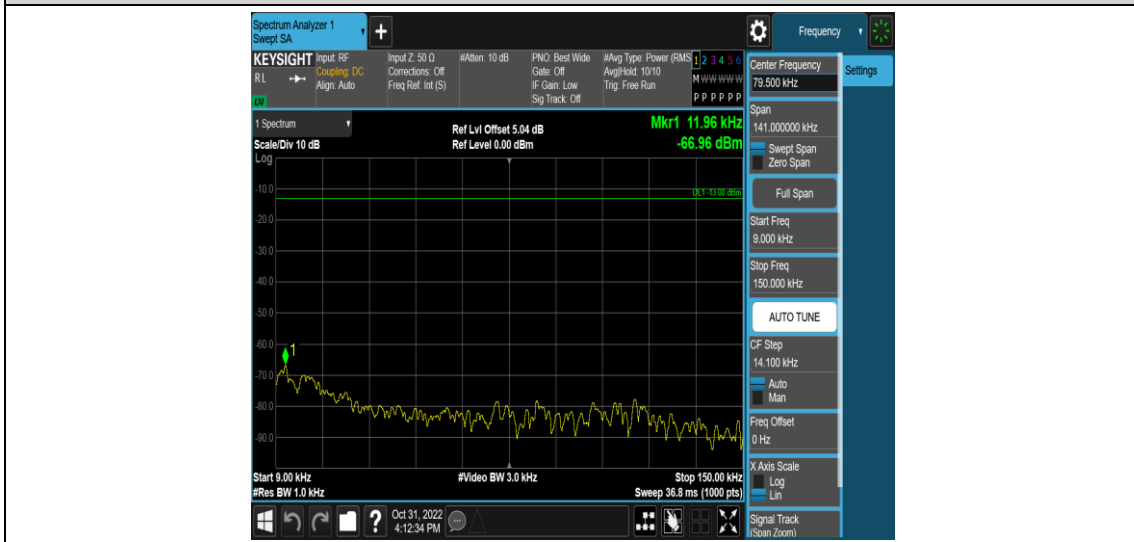 Spectrum Analyzer 1
Swept SA
+
Frequency
KEYSIGHT
RL
LXI
Input: RF
Coupling: DC
Align: Auto
Input Z: 50 Ω
Corrections: Off
Freq Ref: Int (S)
#Atten: 10 dB
PNO: Best Wide
Gate: Off
IF Gain: Low
Sig Track: Off
#Avg Type: Power (RMS
Avg|Hold: 10/10
Trig: Free Run
1 2 3 4 5 6
M W W W W W
P P P P P P
1 Spectrum
Scale/Div 10 dB
Log
Ref Lvl Offset 5.04 dB
Ref Level 0.00 dBm
Mkr1 11.96 kHz
-66.96 dBm
DL1 -13.00 dBm
-10.0
-20.0
-30.0
-40.0
-50.0
-60.0
1
-70.0
-80.0
-90.0
Start 9.00 kHz
#Video BW 3.0 kHz
Stop 150.00 kHz
#Res BW 1.0 kHz
Sweep 36.8 ms (1000 pts)
?
Oct 31, 2022
4:12:34 PM
Center Frequency
79.500 kHz
Settings
Span
141.000000 kHz
Swept Span
Zero Span
Full Span
Start Freq
9.000 kHz
Stop Freq
150.000 kHz
AUTO TUNE
CF Step
14.100 kHz
Auto
Man
Freq Offset
0 Hz
X Axis Scale
Log
Lin
Signal Track
(Span Zoom)